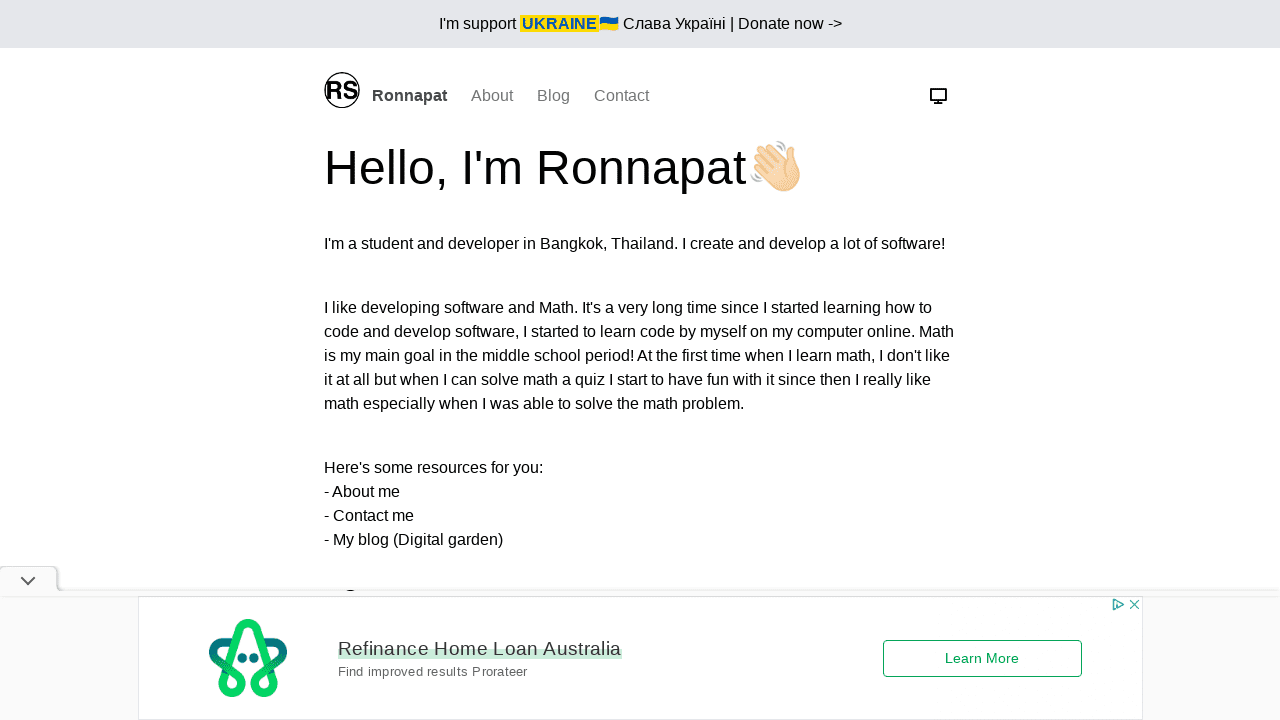 I'm support UKRAINE🇺🇦 Слава Україні | Donate now ->
RS Ronnapat About Blog Contact
Hello, I'm Ronnapat👋🏻
I'm a student and developer in Bangkok, Thailand. I create and develop a lot of software!
I like developing software and Math. It's a very long time since I started learning how to
code and develop software, I started to learn code by myself on my computer online. Math
is my main goal in the middle school period! At the first time when I learn math, I don't like
it at all but when I can solve math a quiz I start to have fun with it since then I really like
math especially when I was able to solve the math problem.
Here's some resources for you:
- About me
- Contact me
- My blog (Digital garden)
Refinance Home Loan Australia
Find improved results Prorateer
Learn More